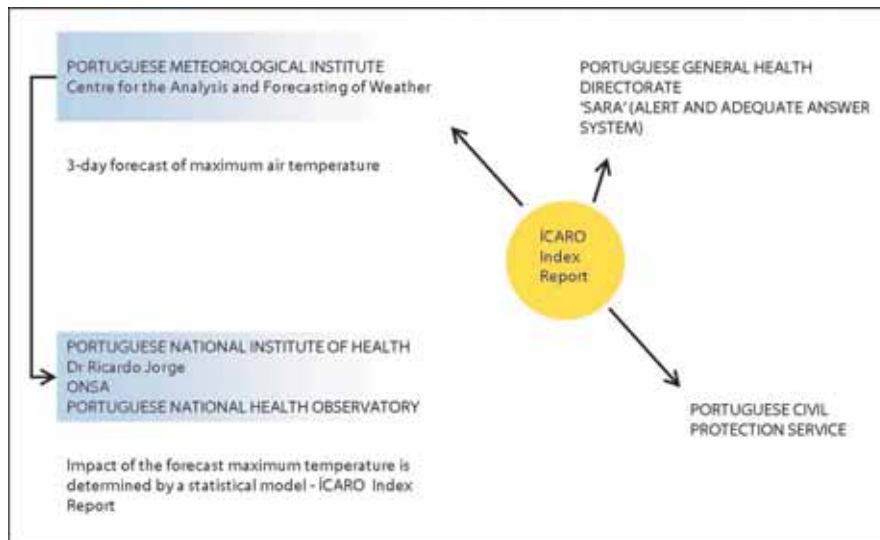 PORTUGUESE METEOROLOGICAL INSTITUTE
Centre for the Analysis and Forecasting of Weather
3-day forecast of maximum air temperature
PORTUGUESE GENERAL HEALTH
DIRECTORATE
'SARA' (ALERT AND ADEQUATE ANSWER
SYSTEM)
ÍCARO
Index
Report
PORTUGUESE NATIONAL INSTITUTE OF HEALTH
Dr Ricardo Jorge
ONSA
PORTUGUESE NATIONAL HEALTH OBSERVATORY
Impact of the forecast maximum temperature is
determined by a statistical model - ÍCARO Index
Report
PORTUGUESE CIVIL
PROTECTION SERVICE